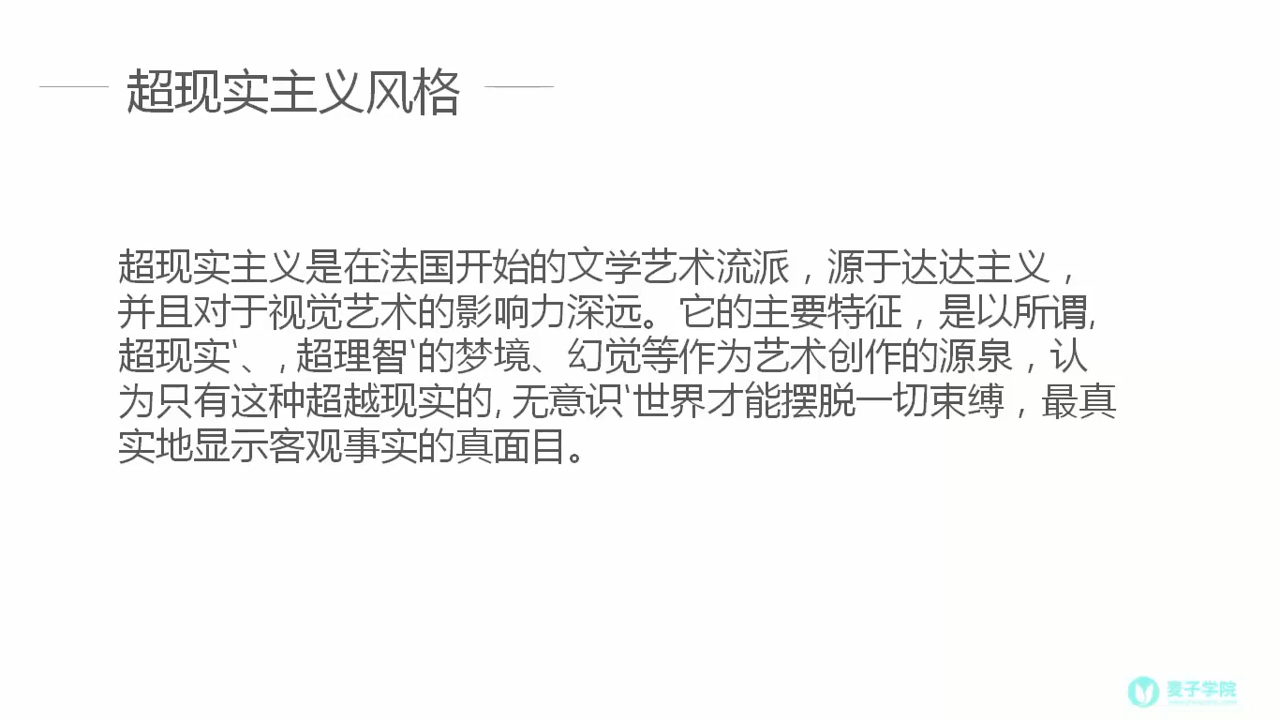 超现实主义风格
超现实主义是在法国开始的文学艺术流派，源于达达主义，
并且对于视觉艺术的影响力深远。它的主要特征，是以所谓,
超现实‘、, 超理智‘的梦境、幻觉等作为艺术创作的源泉，认
为只有这种超越现实的, 无意识‘世界才能摆脱一切束缚，最真
实地显示客观事实的真面目。
麦子学院